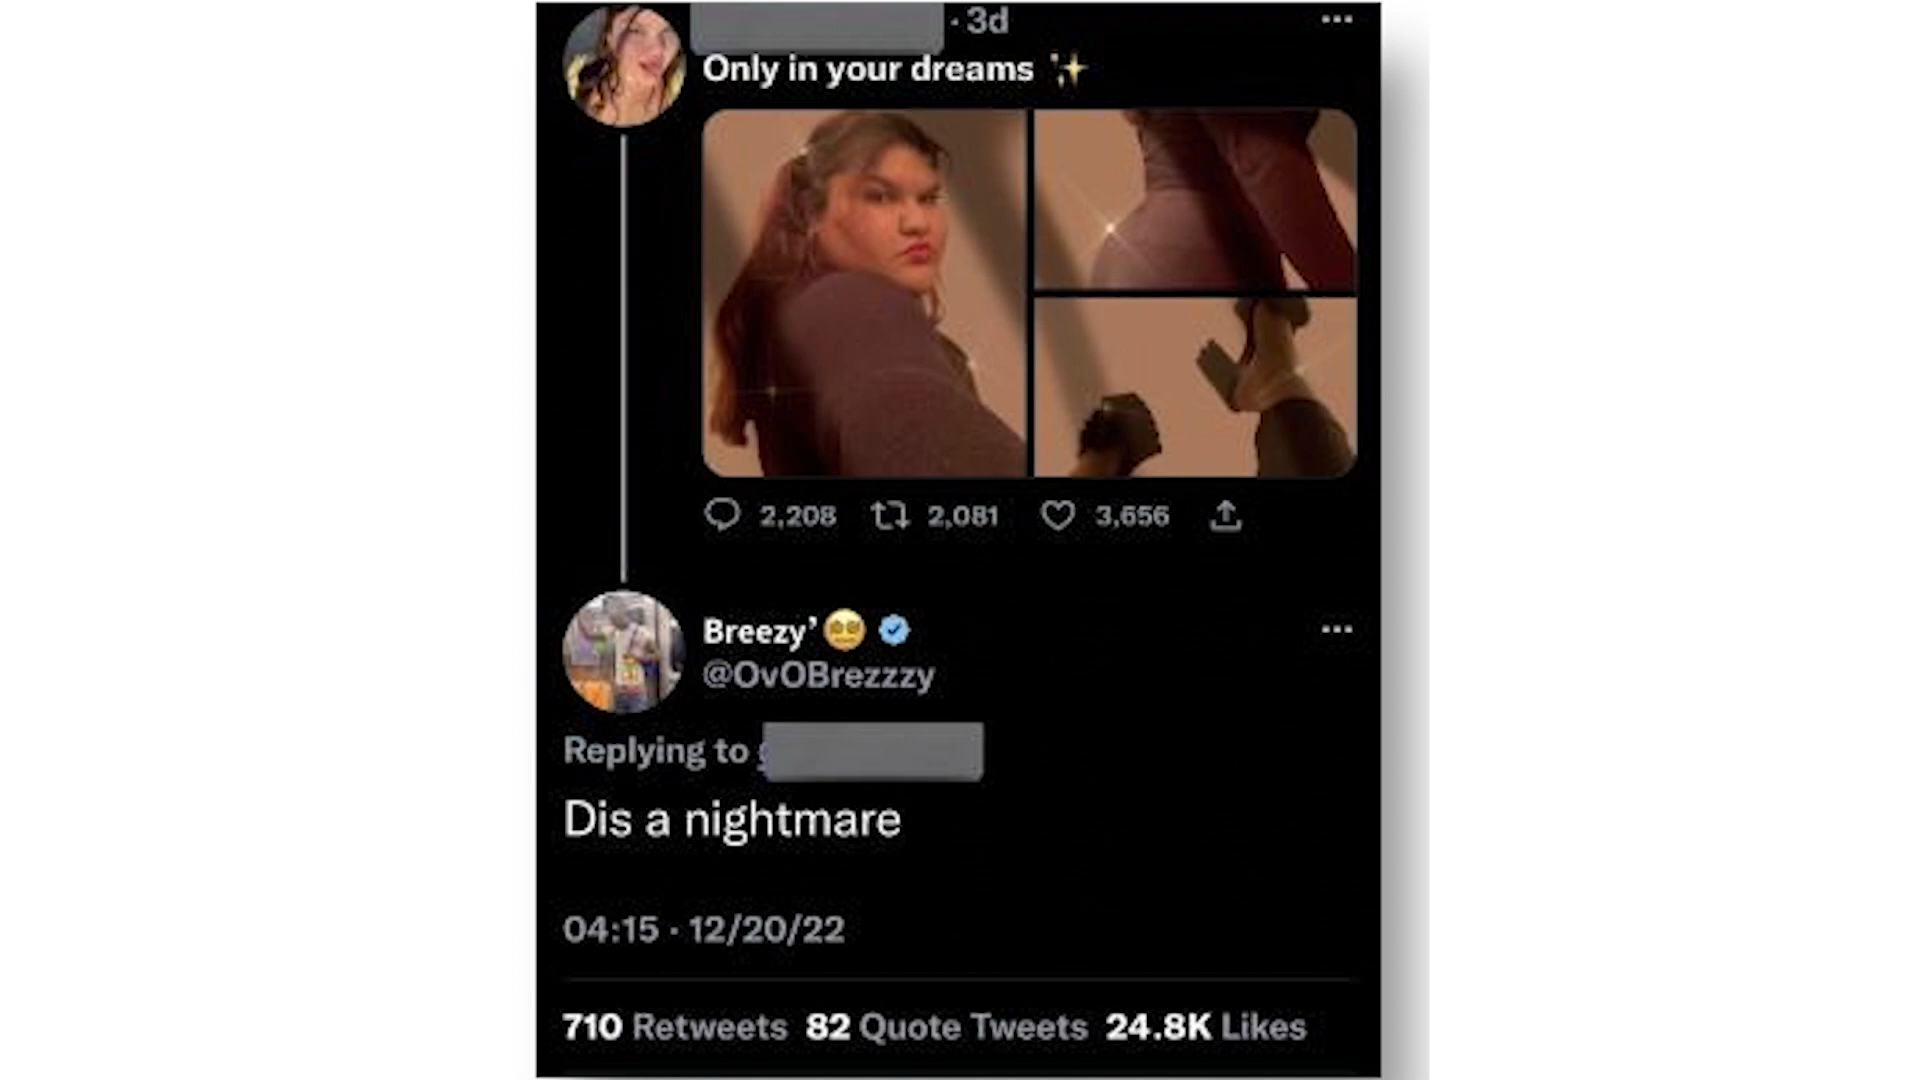 · 3d
Only in your dreams ✨
2,208 2,081 3,656
Breezy’
@OvOBrezzzy
Replying to
Dis a nightmare
04:15 · 12/20/22
710 Retweets 82 Quote Tweets 24.8K Likes